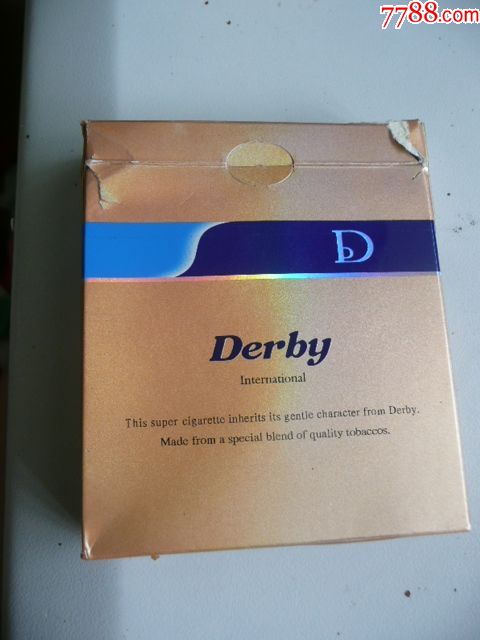 7788.com
D
Derby
International
This super cigarette inherits its gentle character from Derby.
Made from a special blend of quality tobaccos.